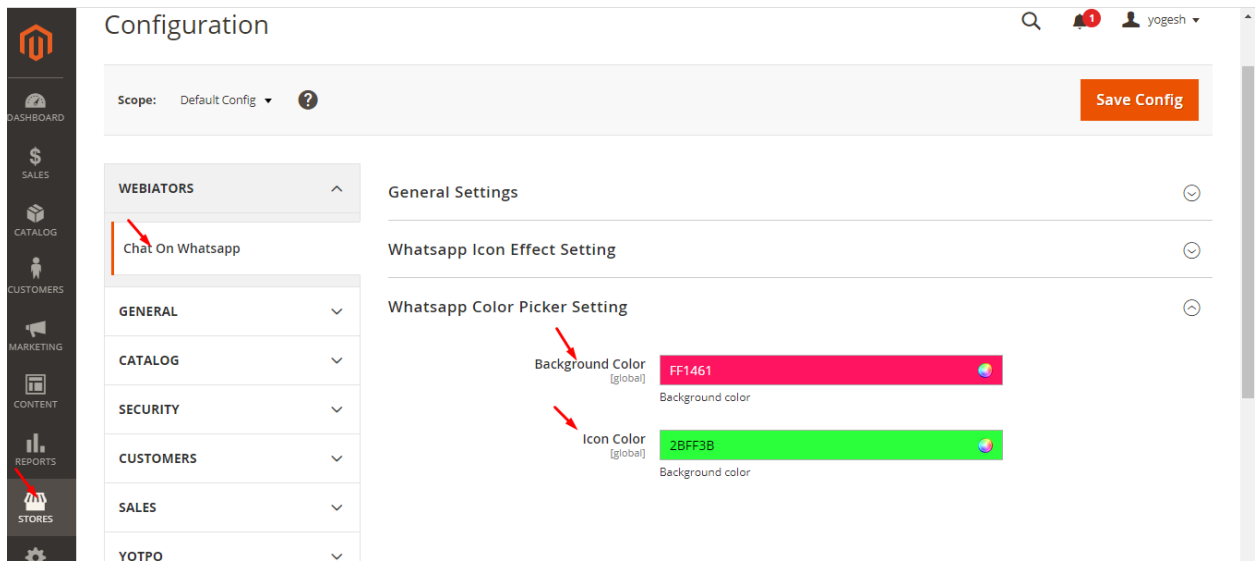 Configuration
1
yogesh
Scope:
Default Config
?
Save Config
DASHBOARD
$
SALES
CATALOG
CUSTOMERS
MARKETING
CONTENT
REPORTS
STORES
WEBIATORS
Chat On Whatsapp
GENERAL
CATALOG
SECURITY
CUSTOMERS
SALES
YOTPO
General Settings
Whatsapp Icon Effect Setting
Whatsapp Color Picker Setting
Background Color
[global]
FF1461
Background color
Icon Color
[global]
2BFF3B
Background color